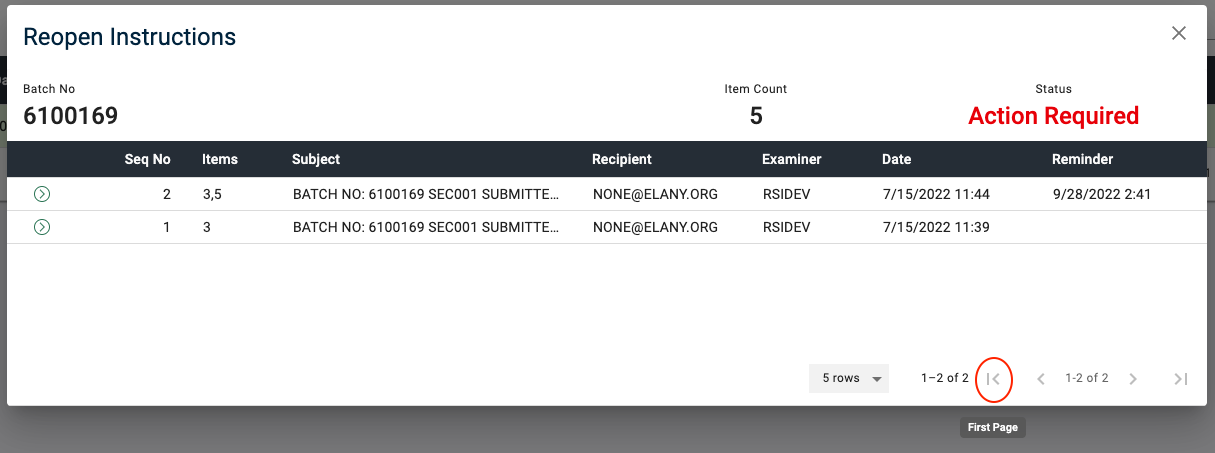 Reopen Instructions
Batch No
Item Count
Status
6100169
5
Action Required
Seq No Items Subject Recipient Examiner Date Reminder
2 3,5 BATCH NO: 6100169 SEC001 SUBMITTE... NONE@ELANY.ORG RSIDEV 7/15/2022 11:44 9/28/2022 2:41
1 3 BATCH NO: 6100169 SEC001 SUBMITTE... NONE@ELANY.ORG RSIDEV 7/15/2022 11:39
5 rows 1–2 of 2 1-2 of 2
First Page